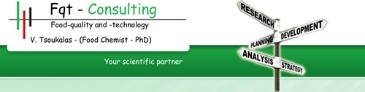 Fqt - Consulting
Food-quality and -technology
V. Tsoukalas - (Food Chemist - PhD)
Your scientific partner
RESEARCH
DEVELOPMENT
PLANNING
ANALYSIS
STRATEGY